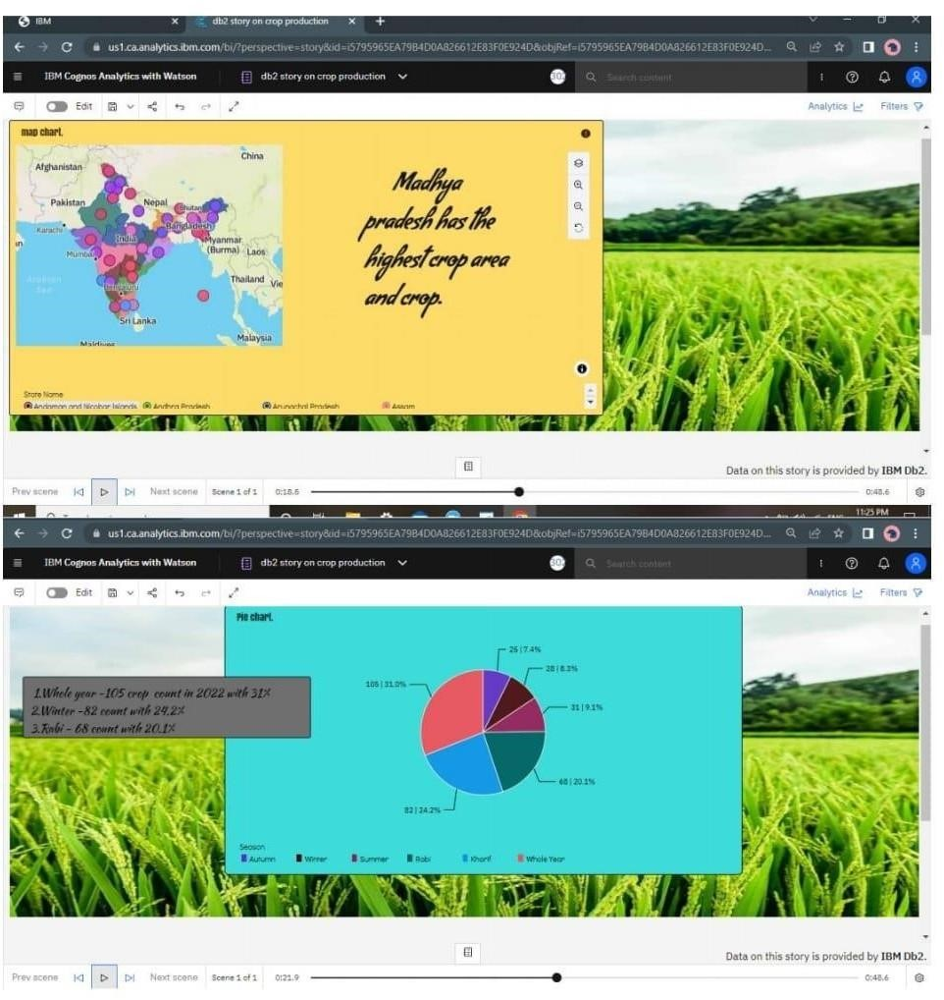 IBM
db2 story on crop production
us1.ca.analytics.ibm.com/bi/?perspective=story&id=i5795965EA79B4D0A826612E83F0E924D&objRef=i5795965EA79B4D0A826612E83F0E924D...
IBM Cognos Analytics with Watson
db2 story on crop production
Search content
Edit
Analytics
Filters
map chart.
Afghanistan
China
Pakistan
Nepal
Bhutan
Karachi
India
Bangladesh
Mumbai
Myanmar
(Burma)
Laos
Arabian
Sea
Thailand
Vie
Bengaluru
Sri Lanka
Maldives
Malaysia
Madhya
pradesh has the
highest crop area
and crop.
Andaman and Nicobar Islands
Andhra Pradesh
Arunachal Pradesh
Assam
Data on this story is provided by IBM Db2.
Prev scene
Next scene
Scene 1 of 1
0:18.6
0:48.6
11:25 PM
us1.ca.analytics.ibm.com/bi/?perspective=story&id=i5795965EA79B4D0A826612E83F0E924D&objRef=i5795965EA79B4D0A826612E83F0E924D...
IBM Cognos Analytics with Watson
db2 story on crop production
Search content
Edit
Analytics
Filters
Pie chart.
1.Whole year -105 crop count in 2022 with 31%
2.Winter -82 count with 24.2%
3.Rabi - 68 count with 20.1%
28 | 8.3%
105 | 31.0%
31 | 9.1%
68 | 20.1%
82 | 24.2%
Season
Autumn
Winter
Summer
Rabi
Kharif
Whole Year
Data on this story is provided by IBM Db2.
Prev scene
Next scene
Scene 1 of 1
0:21.9
0:48.6